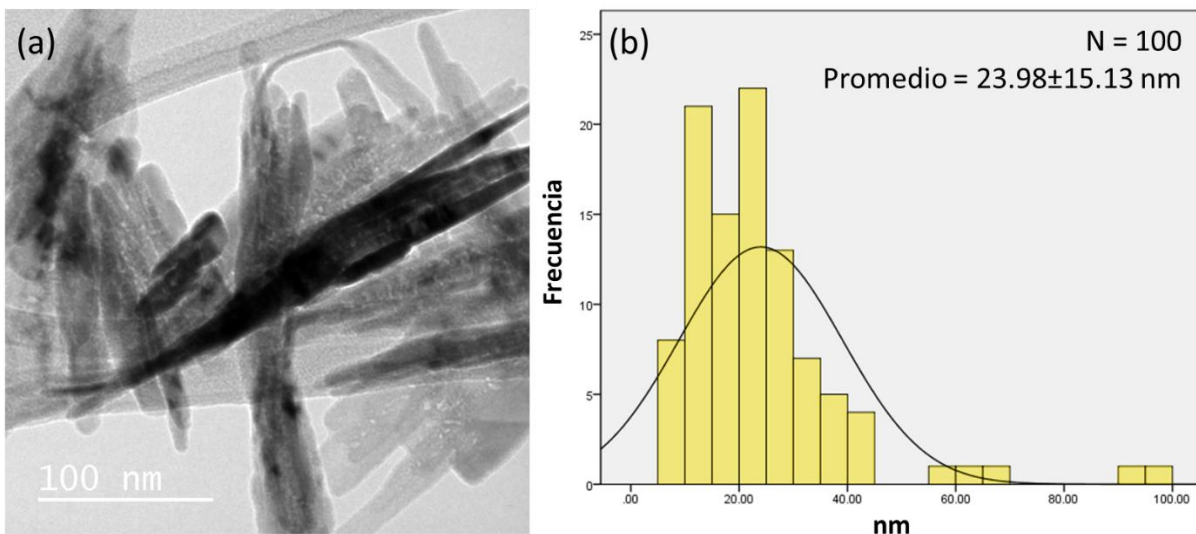 (a)
100 nm
(b)
N = 100
Promedio = 23.98±15.13 nm
Frecuencia
25
20
15
10
5
0
.00 20.00 40.00 60.00 80.00 100.00
nm